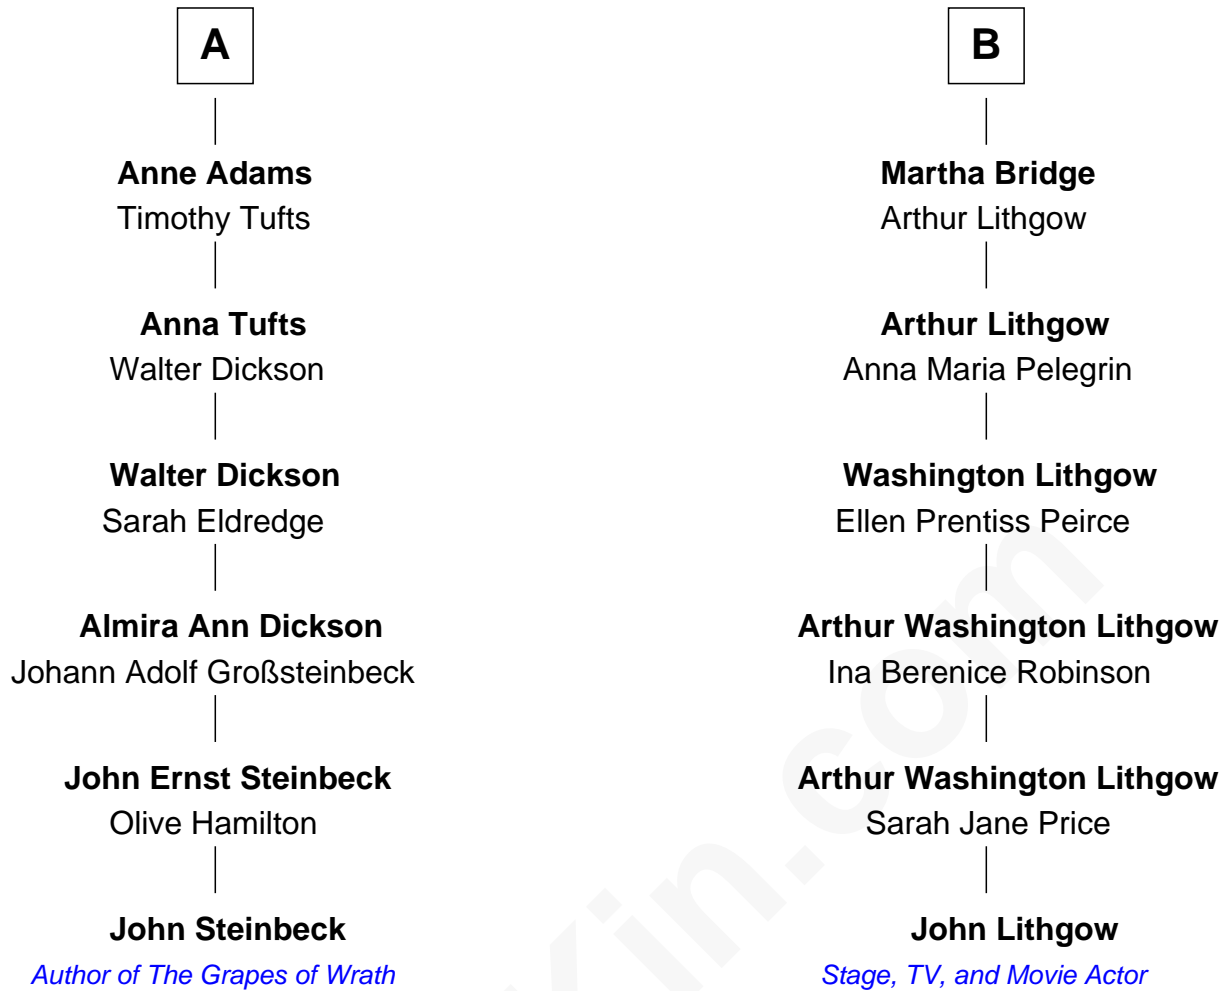 A
Anne Adams
Timothy Tufts
Anna Tufts
Walter Dickson
Walter Dickson
Sarah Eldredge
Almira Ann Dickson
Johann Adolf Großsteinbeck
John Ernst Steinbeck
Olive Hamilton
John Steinbeck
Author of The Grapes of Wrath
B
Martha Bridge
Arthur Lithgow
Arthur Lithgow
Anna Maria Pelegrin
Washington Lithgow
Ellen Prentiss Peirce
Arthur Washington Lithgow
Ina Berenice Robinson
Arthur Washington Lithgow
Sarah Jane Price
John Lithgow
Stage, TV, and Movie Actor
Kin.com